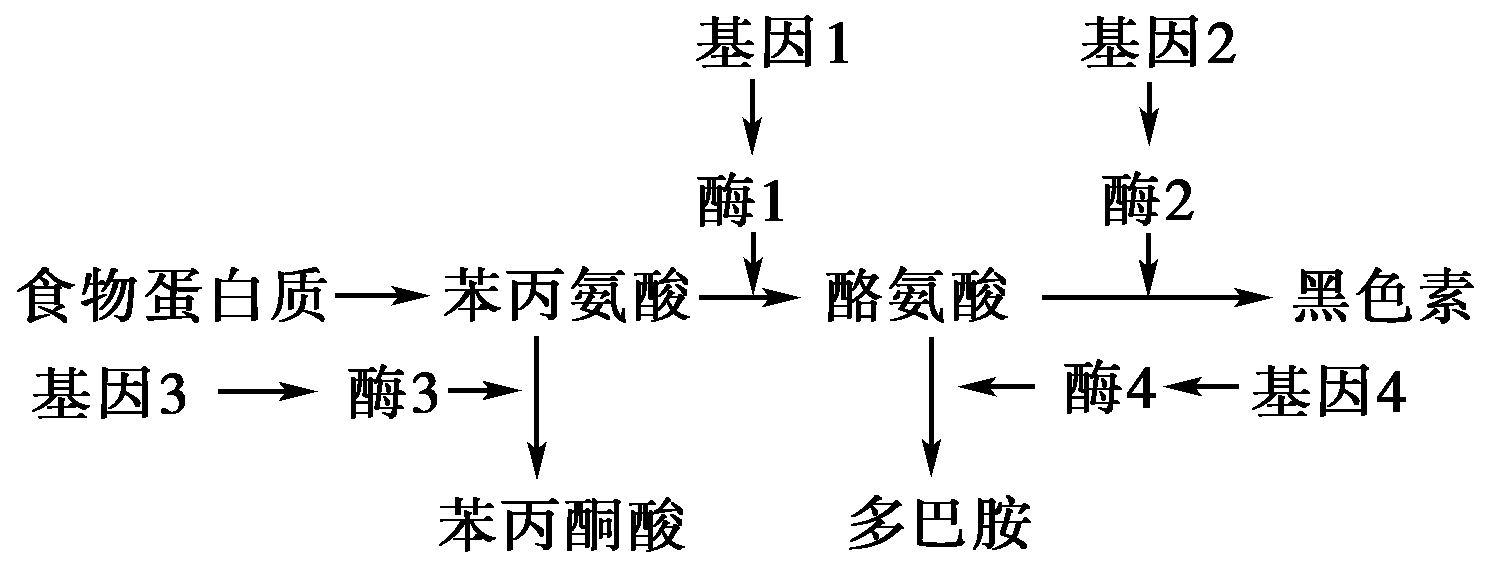 基因1 基因2
酶1 酶2
食物蛋白质 苯丙氨酸 酪氨酸 黑色素
基因3 酶3 酶4 基因4
苯丙酮酸 多巴胺